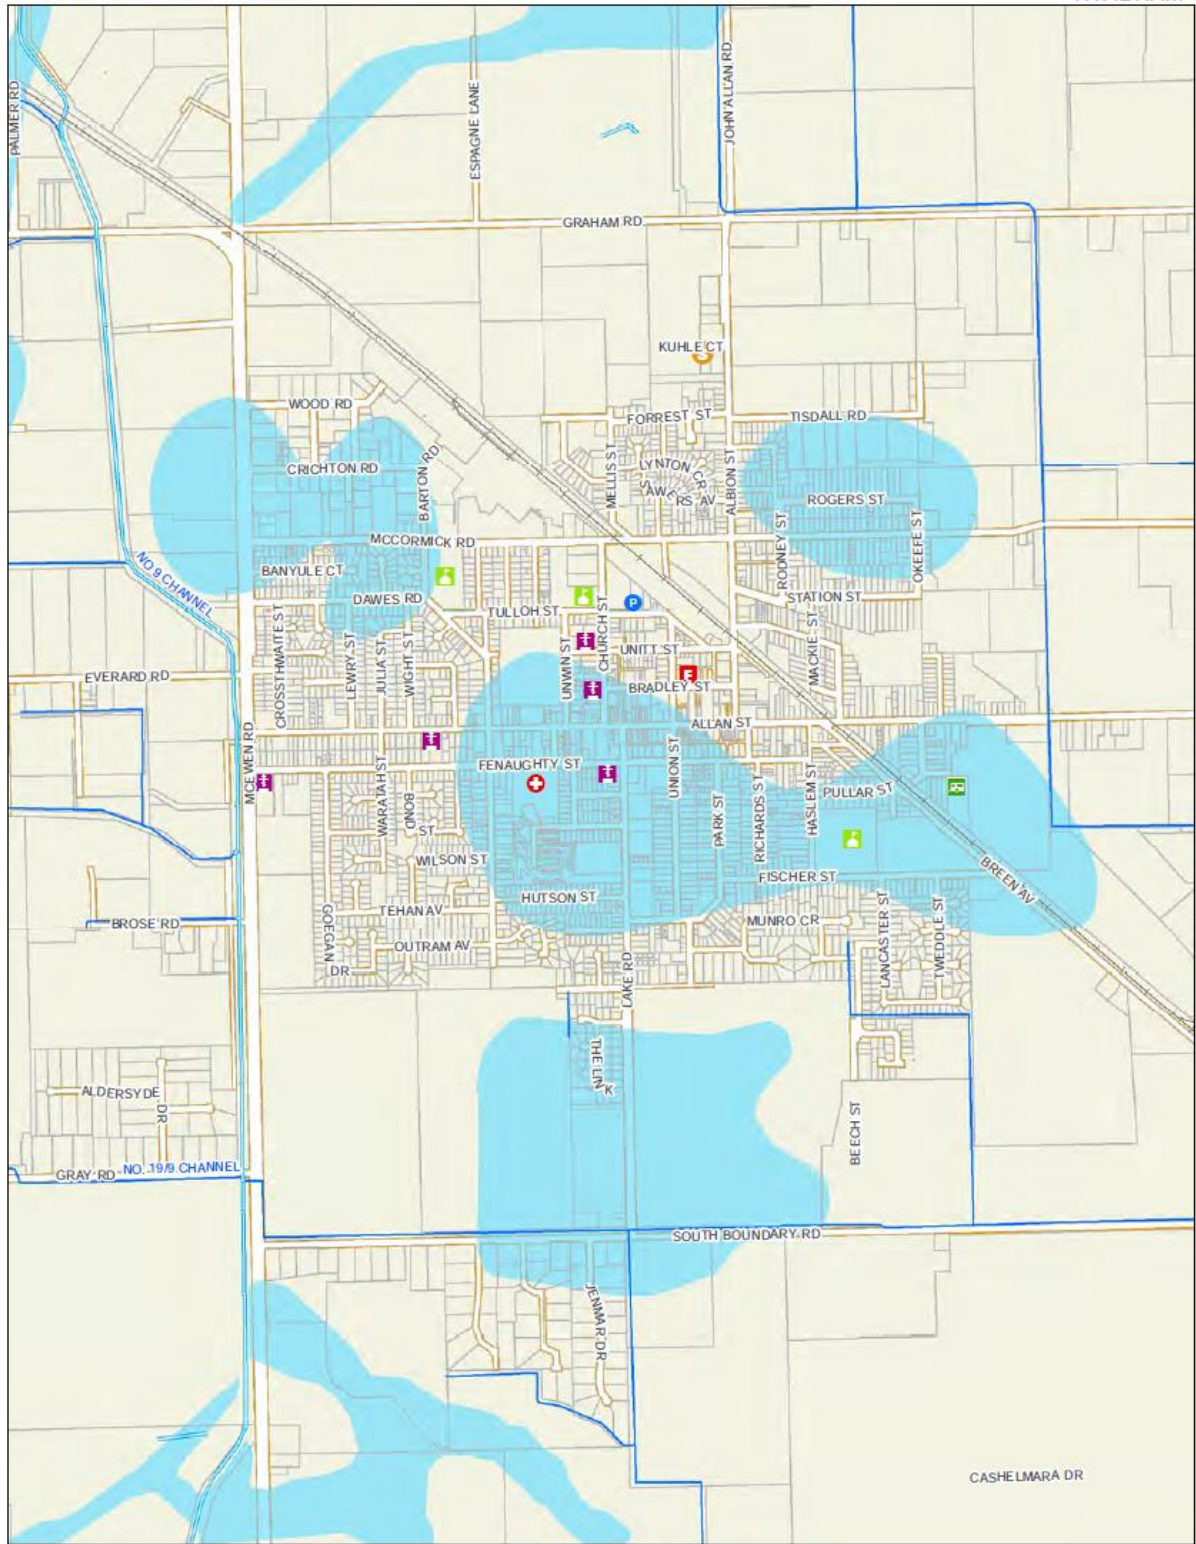 PALMER RD
ESPAGNE LANE
JOHN ALLAN RD
GRAHAM RD
KUHLE CT
WOOD RD
FORREST ST
TISDALL RD
CRICHTON RD
BARTON RD
MELLIS ST
LYNTON CR
SAWERS AV
ALBION ST
ROGERS ST
MCCORMICK RD
RODNEY ST
OKEEFE ST
BANYULE CT
NO 9 CHANNEL
DAWES RD
P
STATION ST
TULLOH ST
CHURCH ST
CROSSTHWAITE ST
LEWRY ST
JULIA ST
WIGHT ST
UNWIN ST
UNITT ST
MACKIE ST
EVERARD RD
E
BRADLEY ST
MCEWEN RD
ALLAN ST
FENAUGHTY ST
UNION ST
WARATAH ST
BOND ST
PARK ST
RICHARDS ST
HASLEM ST
PULLAR ST
WILSON ST
FISCHER ST
BREEN AV
HUTSON ST
BROSE RD
GOEGAN DR
TEHAN AV
MUNRO CR
LANCASTER ST
TWEDDLE ST
OUTRAM AV
LAKE RD
THE LINK
ALDERSYDE DR
BEECH ST
GRAY RD
NO. 19/9 CHANNEL
SOUTH BOUNDARY RD
JENMAR DR
CASHELMARA DR